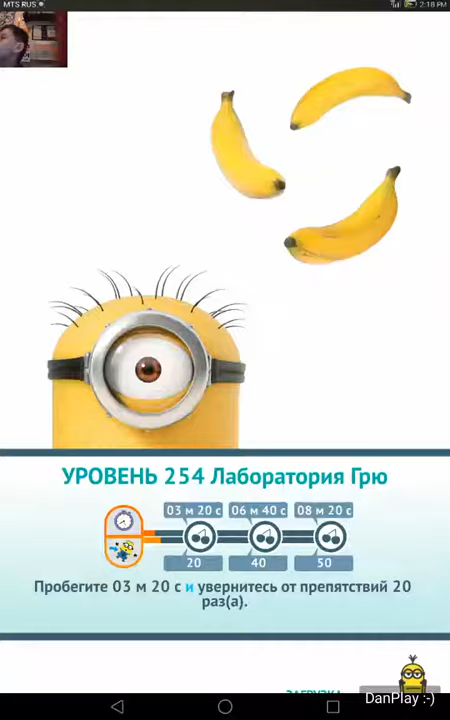 MTS RUS
2:18 PM
УРОВЕНЬ 254 Лаборатория Грю
03 м 20 с 06 м 40 с 08 м 20 с
20 40 50
Пробегите 03 м 20 с и увернитесь от препятствий 20
раз(а).
ЗАГРУЗКА
DanPlay :-)